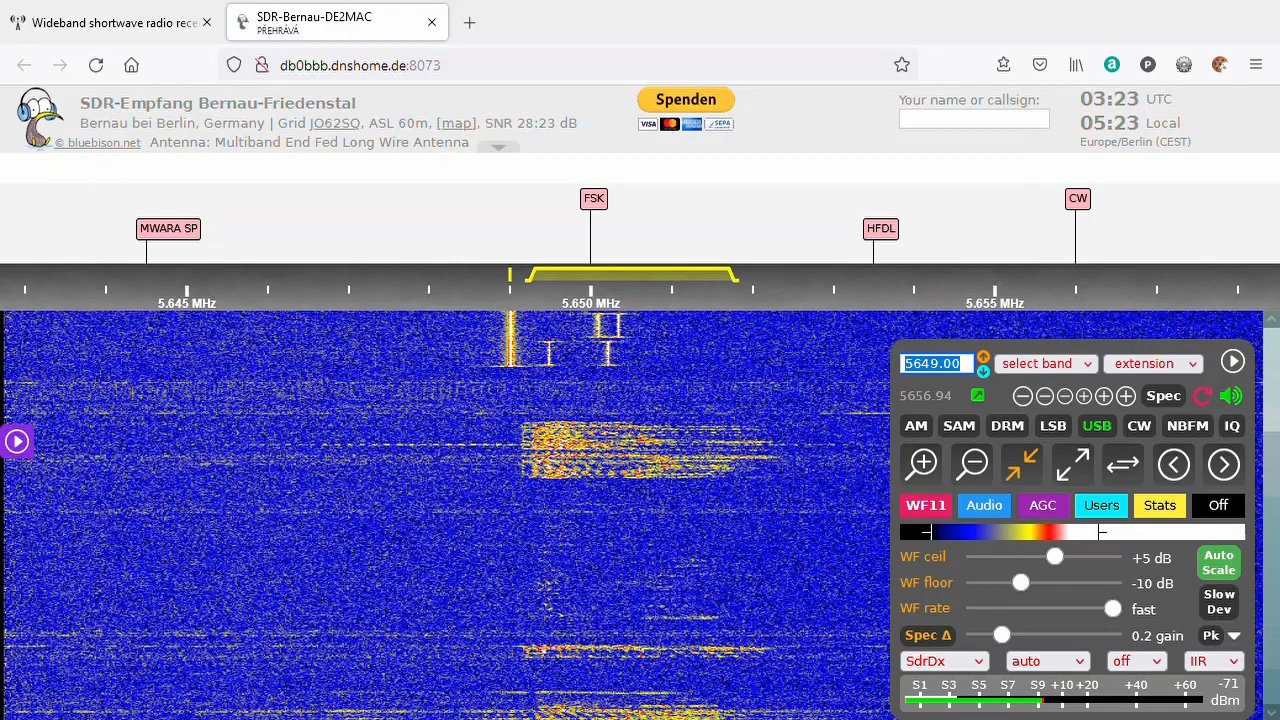 Wideband shortwave radio rece
SDR-Bernau-DE2MAC
PŘEHRÁVÁ
db0bbb.dnshome.de:8073
SDR-Empfang Bernau-Friedenstal
Bernau bei Berlin, Germany | Grid JO62SQ, ASL 60m. [map], SNR 28:23 dB
© bluebison.net Antenna: Multiband End Fed Long Wire Antenna
Spenden
VISA SEPA
Your name or callsign:
03:23 UTC
05:23 Local
Europe/Berlin (CEST)
FSK CW
MWARA SP HFDL
5.645 MHz 5.650 MHz 5.655 MHz
5649.00 select band extension
5656.94 Spec
AM SAM DRM LSB USB CW NBFM IQ
WF11 Audio AGC Users Stats Off
WF ceil +5 dB Auto Scale
WF floor -10 dB
WF rate fast Slow Dev
Spec Δ 0.2 gain Pk
SdrDx auto off IIR
S1 S3 S5 S7 S9 +10 +20 +40 +60 -71 dBm